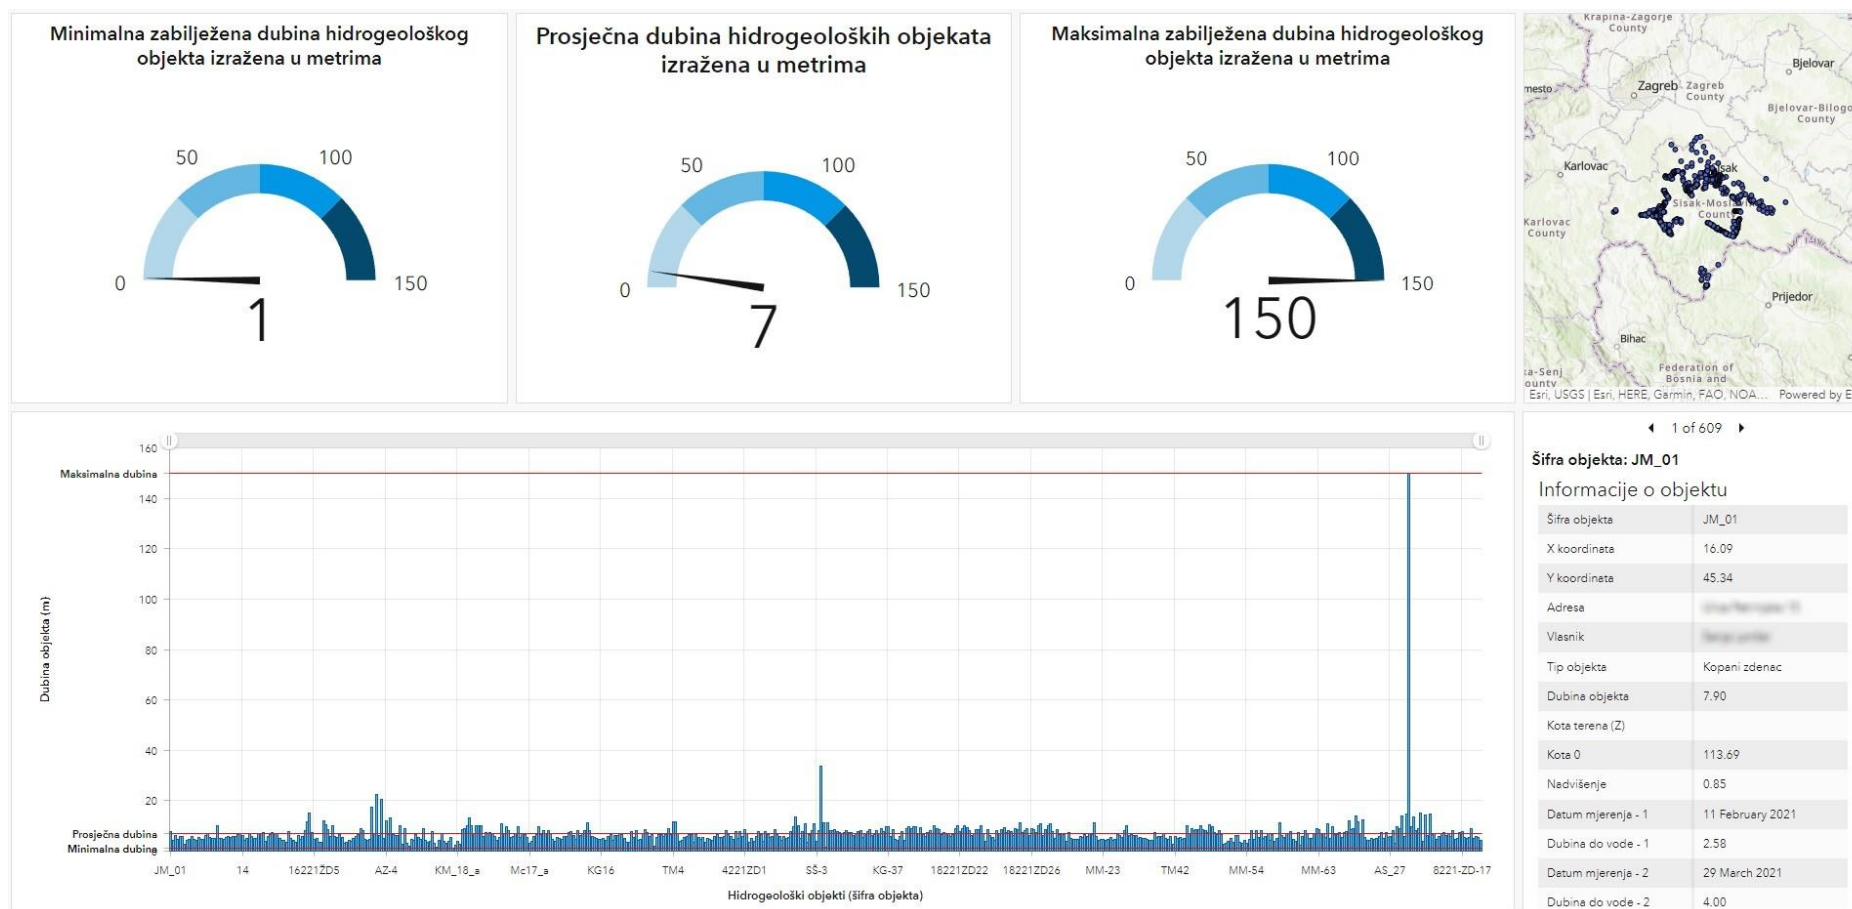 Minimalna zabilježena dubina hidrogeološkog
objekta izražena u metrima
50
100
0
150
1
Prosječna dubina hidrogeoloških objekata
izražena u metrima
50
100
0
150
7
Maksimalna zabilježena dubina hidrogeološkog
objekta izražena u metrima
50
100
0
150
150
Krapina-Zagorje
County
Bjelovar
Zagreb
Zagreb
County
Bjelovar-Bilogo
County
Karlovac
Karlovac
County
County
Prijedor
Bihac
Federation of
Bosnia and
Esri, USGS | Esri, HERE, Garmin, FAO, NOA... Powered by E
160
Maksimalna dubina
140
120
100
80
60
40
20
Prosječna dubina
Minimalna dubina
Dubina objekta (m)
JM_01
14
16221ZD5
AZ-4
KM_18_a
Mc17_a
KG16
TM4
4221ZD1
SŠ-3
KG-37
18221ZD22
18221ZD26
MM-23
TM42
MM-54
MM-63
AS_27
8221-ZD-17
Hidrogeološki objekti (šifra objekta)
1 of 609
Šifra objekta: JM_01
Informacije o objektu
Šifra objekta JM_01
X koordinata 16.09
Y koordinata 45.34
Adresa
Vlasnik
Tip objekta Kopani zdenac
Dubina objekta 7.90
Kota terena (Z)
Kota 0 113.69
Nadvišenje 0.85
Datum mjerenja - 1 11 February 2021
Dubina do vode - 1 2.58
Datum mjerenja - 2 29 March 2021
Dubina do vode - 2 4.00